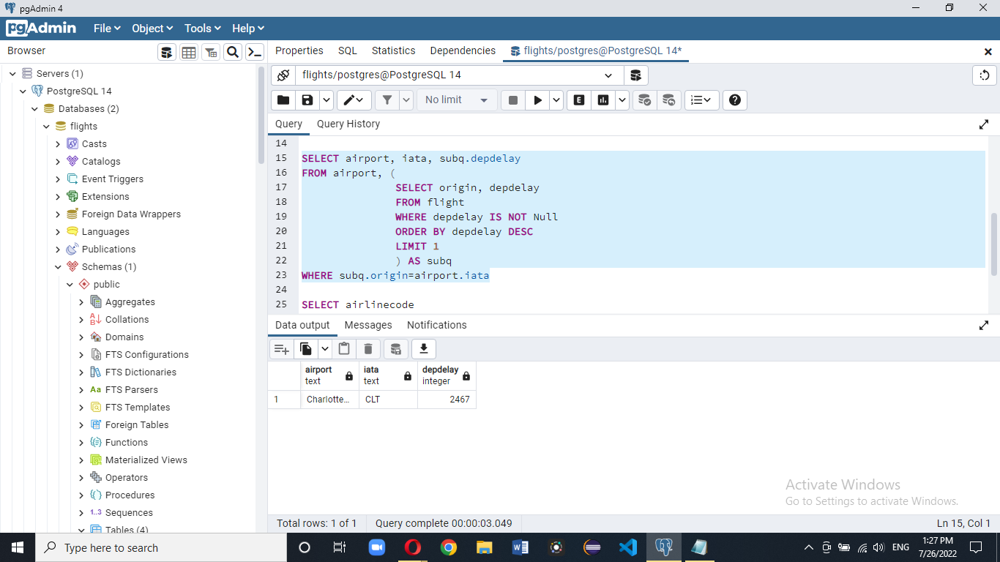 pgAdmin 4
pgAdmin File Object Tools Help
Browser
Properties SQL Statistics Dependencies flights/postgres@PostgreSQL 14*
Servers (1)
PostgreSQL 14
Databases (2)
flights
Casts
Catalogs
Event Triggers
Extensions
Foreign Data Wrappers
Languages
Publications
Schemas (1)
public
Aggregates
Collations
Domains
FTS Configurations
FTS Dictionaries
Aa FTS Parsers
FTS Templates
Foreign Tables
Functions
Materialized Views
Operators
Procedures
1..3 Sequences
Tables (4)
flights/postgres@PostgreSQL 14
No limit E
Query Query History
14
15 SELECT airport, iata, subq.depdelay
16 FROM airport, (
17 SELECT origin, depdelay
18 FROM flight
19 WHERE depdelay IS NOT Null
20 ORDER BY depdelay DESC
21 LIMIT 1
22 ) AS subq
23 WHERE subq.origin=airport.iata
24
25 SELECT airlinecode
Data output Messages Notifications
airport iata depdelay
text text integer
1 Charlotte... CLT 2467
Activate Windows
Go to Settings to activate Windows.
Total rows: 1 of 1 Query complete 00:00:03.049 Ln 15, Col 1
Type here to search
ENG
1:27 PM
7/26/2022